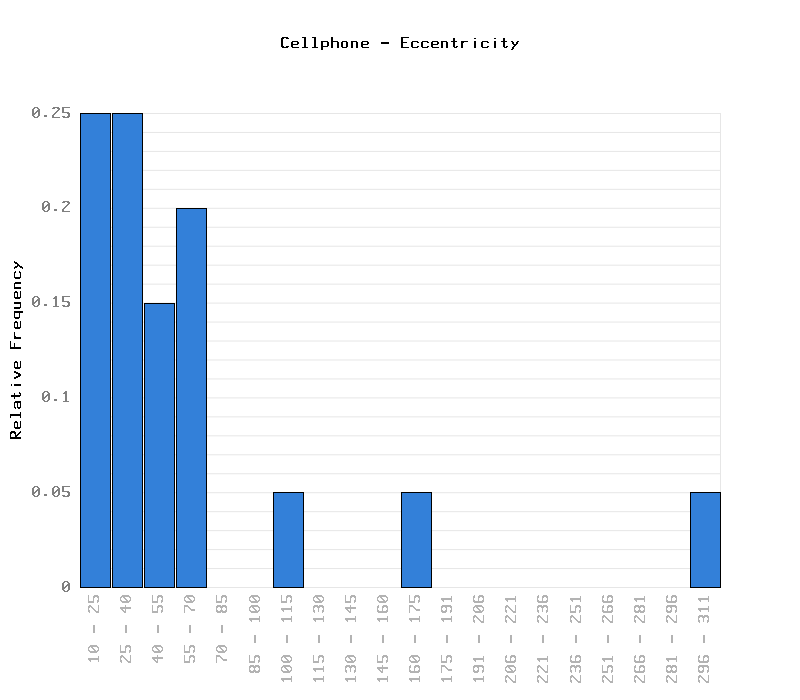 Cellphone - Eccentricity
Relative Frequency
0.25
0.2
0.15
0.1
0.05
0
10 - 25
25 - 40
40 - 55
55 - 70
70 - 85
85 - 100
100 - 115
115 - 130
130 - 145
145 - 160
160 - 175
175 - 191
191 - 206
206 - 221
221 - 236
236 - 251
251 - 266
266 - 281
281 - 296
296 - 311